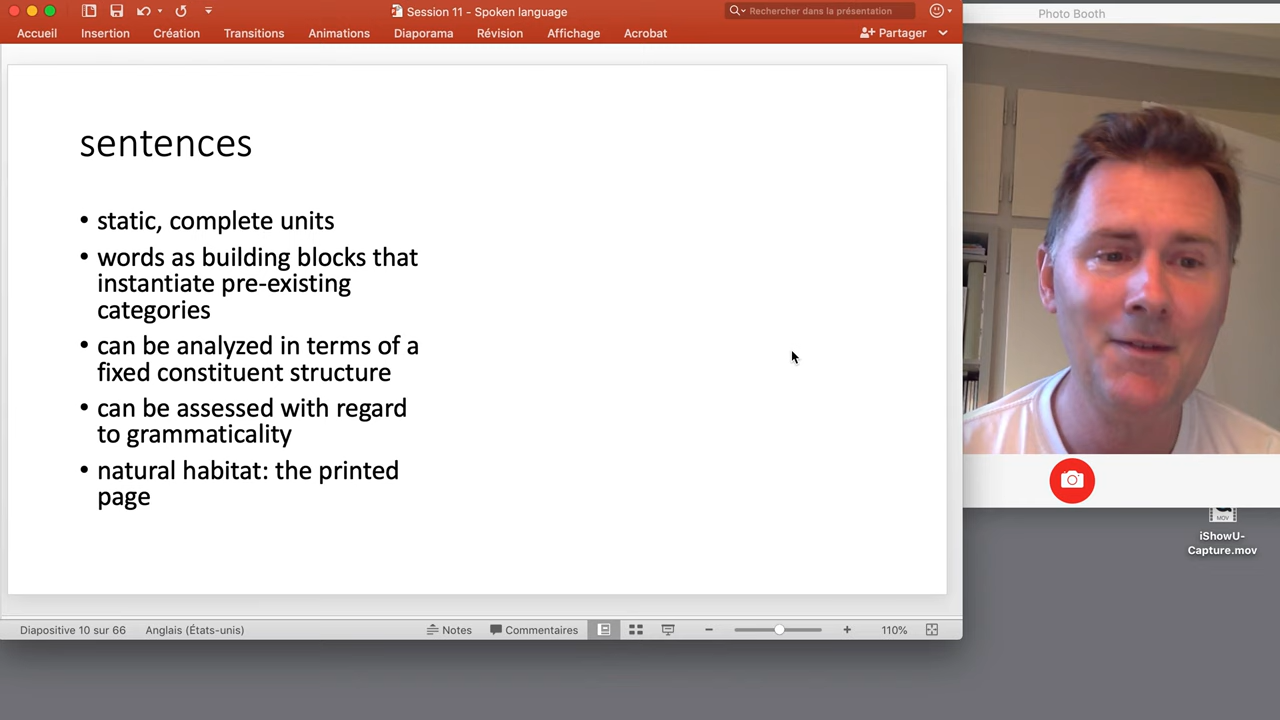 Session 11 - Spoken language
Rechercher dans la présentation
Photo Booth
Accueil
Insertion
Création
Transitions
Animations
Diaporama
Révision
Affichage
Acrobat
Partager
sentences
• static, complete units
• words as building blocks that
instantiate pre-existing
categories
• can be analyzed in terms of a
fixed constituent structure
• can be assessed with regard
to grammaticality
• natural habitat: the printed
page
MOV
iShowU-
Capture.mov
Diapositive 10 sur 66
Anglais (États-unis)
Notes
Commentaires
110%